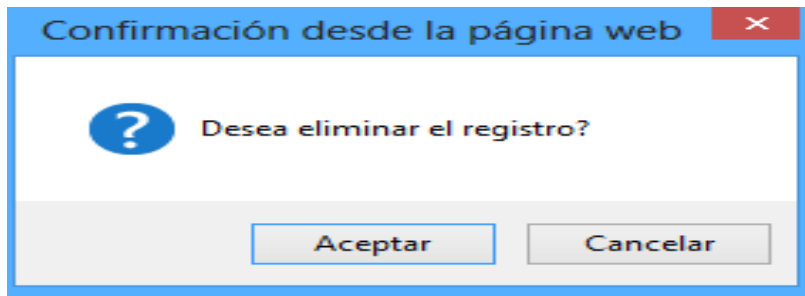 Confirmación desde la página web
Desea eliminar el registro?
Aceptar
Cancelar